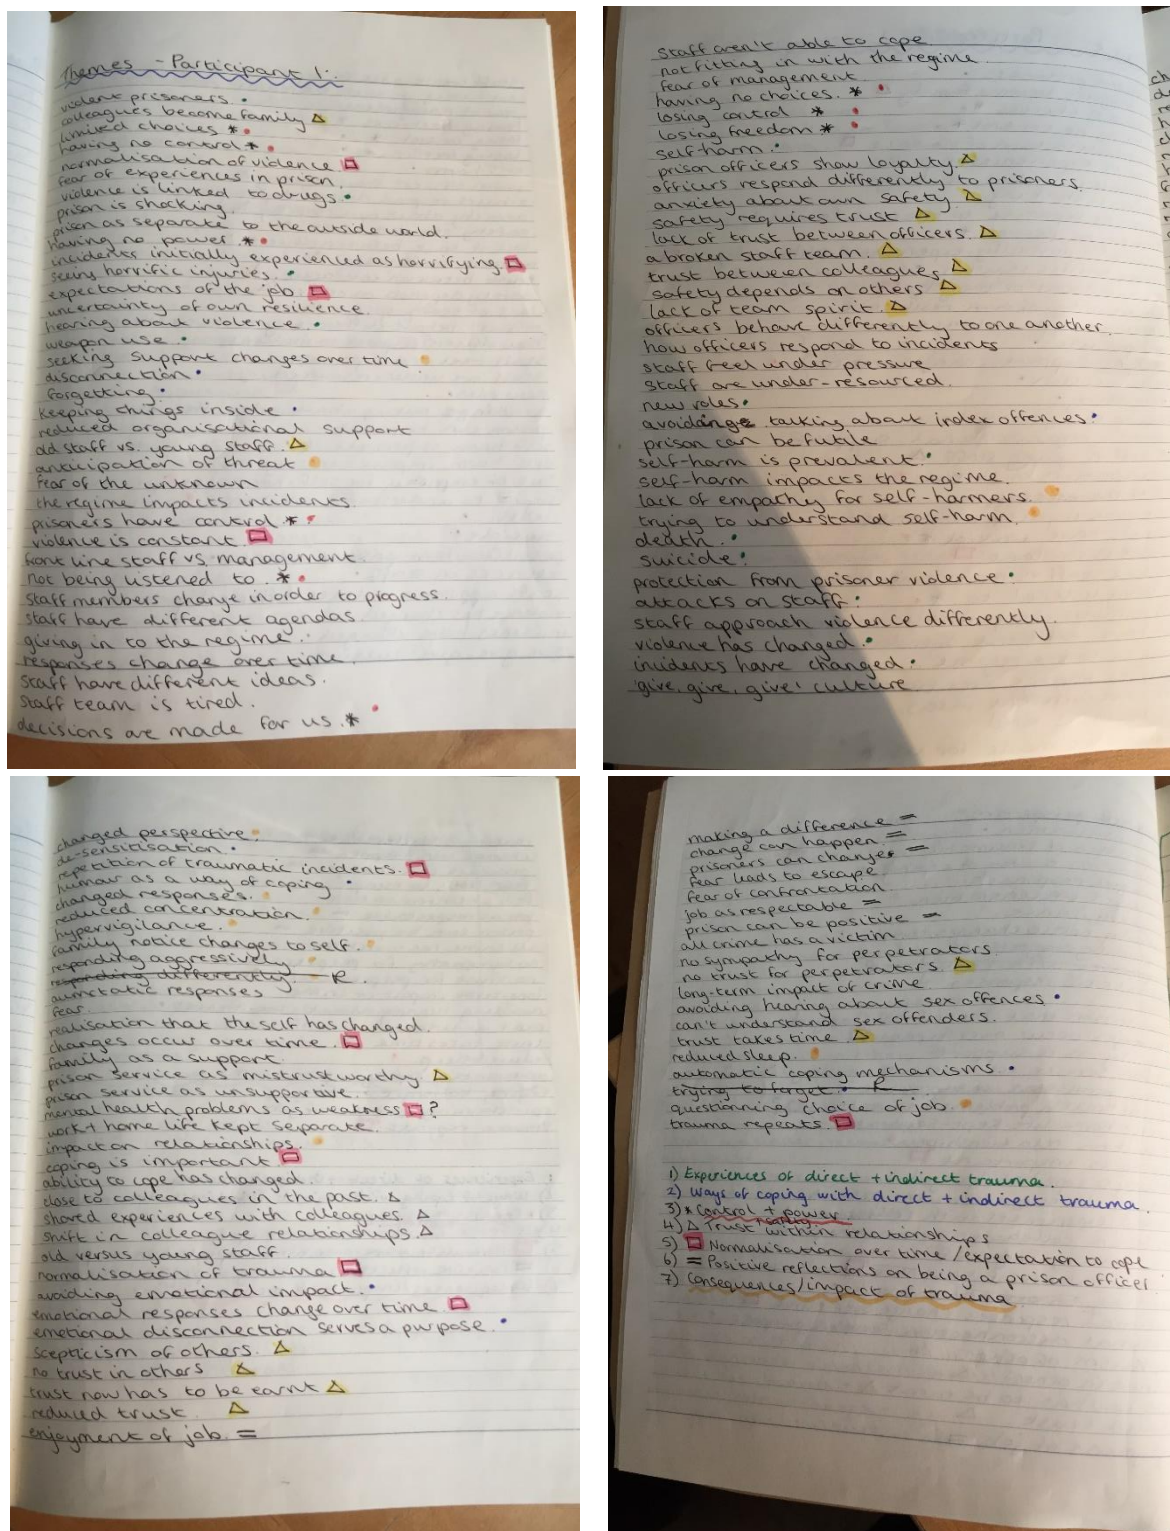 Themes - Participant 1:
violent prisoners.
colleagues become family
limited choices *
having no control *
normalisation of violence
fear of experiences in prison.
violence is linked to drugs
prison is shocking
prison as separate to the outside world.
having no power *
incidents initially experienced as horrifying.
seeing horrific injuries.
expectations of the job
uncertainty of own resilience
hearing about violence
weapon use
seeking support changes over time
disconnection
forgetting
keeping things inside
reduced organisational support
old staff vs. young staff.
anticipation of threat
fear of the unknown
the regime impacts incidents
prisoners have control *
violence is constant
front line staff vs. management.
not being listened to. *
staff members change in order to progress.
staff have different agendas.
giving in to the regime.
responses change over time.
staff have different ideas.
staff team is tired.
decisions are made for us. *
staff aren't able to cope
not fitting in with the regime.
fear of management
having no choices. *
losing control *
losing freedom *
self-harm
prison officers show loyalty.
officers respond differently to prisoners.
anxiety about own safety
safety requires trust
lack of trust between officers.
a broken staff team.
trust between colleagues
safety depends on others
lack of team spirit.
officers behave differently to one another.
how officers respond to incidents
staff feel under pressure
staff are under-resourced.
new roles
avoidance talking about index offences
prison can be futile
self-harm is prevalent.
self-harm impacts the regime.
lack of empathy for self-harmers.
trying to understand self-harm.
death.
suicide
protection from prisoner violence
attacks on staff
staff approach violence differently.
violence has changed
incidents have changed
'give, give, give' culture
changed perspective
de-sensitisation
repetition of traumatic incidents.
humour as a way of coping
changed responses.
reduced concentration.
hypervigilance.
family notice changes to self.
responding aggressively
responding differently - R
automatic responses
fear.
realisation that the self has changed.
changes occur over time.
family as a support.
prison service as mistrustworthy.
prison service as unsupportive.
mental health problems as weakness ?
work + home life kept separate.
impact on relationships.
coping is important
ability to cope has changed.
close to colleagues in the past. △
shared experiences with colleagues. △
shift in colleague relationships. △
old versus young staff
normalisation of trauma
avoiding emotional impact.
emotional responses change over time
emotional disconnection serves a purpose.
scepticism of others.
no trust in others
trust now has to be earnt
reduced trust
enjoyment of job. =
making a difference =
change can happen =
prisoners can change =
fear leads to escape
fear of confrontation
job as respectable =
prison can be positive =
all crime has a victim
no sympathy for perpetrators
no trust for perpetrators.
long-term impact of crime
avoiding hearing about sex offences
can't understand sex offenders.
trust takes time
reduced sleep.
automatic coping mechanisms
trying to forget. R
questionning choice of job
trauma repeats.
1) Experiences of direct + indirect trauma.
2) Ways of coping with direct + indirect trauma.
3) * Control + power
4) △ Trust within relationships
5) Normalisation over time / expectation to cope
6) = Positive reflections on being a prison officer
7) Consequences/impact of trauma